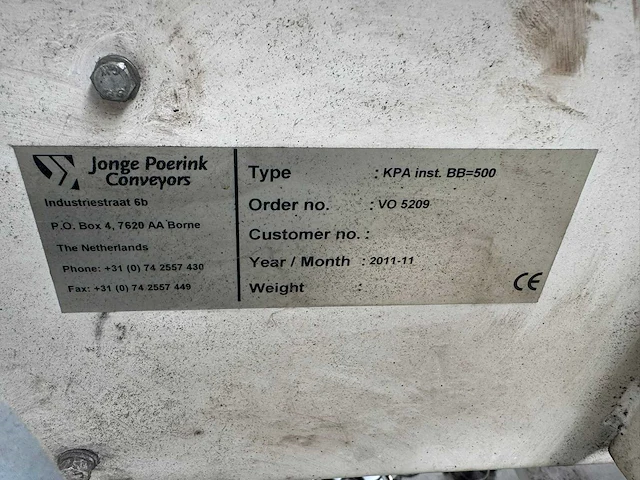 Jonge Poerink
Conveyors
Industriestraat 6b
P.O. Box 4, 7620 AA Borne
The Netherlands
Phone: +31 (0) 74 2557 430
Fax: +31 (0) 74 2557 449
Type : KPA inst. BB=500
Order no. : VO 5209
Customer no. :
Year / Month : 2011-11
Weight :
CE